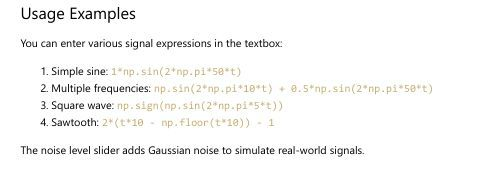 Usage Examples
You can enter various signal expressions in the textbox:
1. Simple sine: 1*np.sin(2*np.pi*50*t)
2. Multiple frequencies: np.sin(2*np.pi*10*t) + 0.5*np.sin(2*np.pi*50*t)
3. Square wave: np.sign(np.sin(2*np.pi*5*t))
4. Sawtooth: 2*(t*10 - np.floor(t*10)) - 1
The noise level slider adds Gaussian noise to simulate real-world signals.